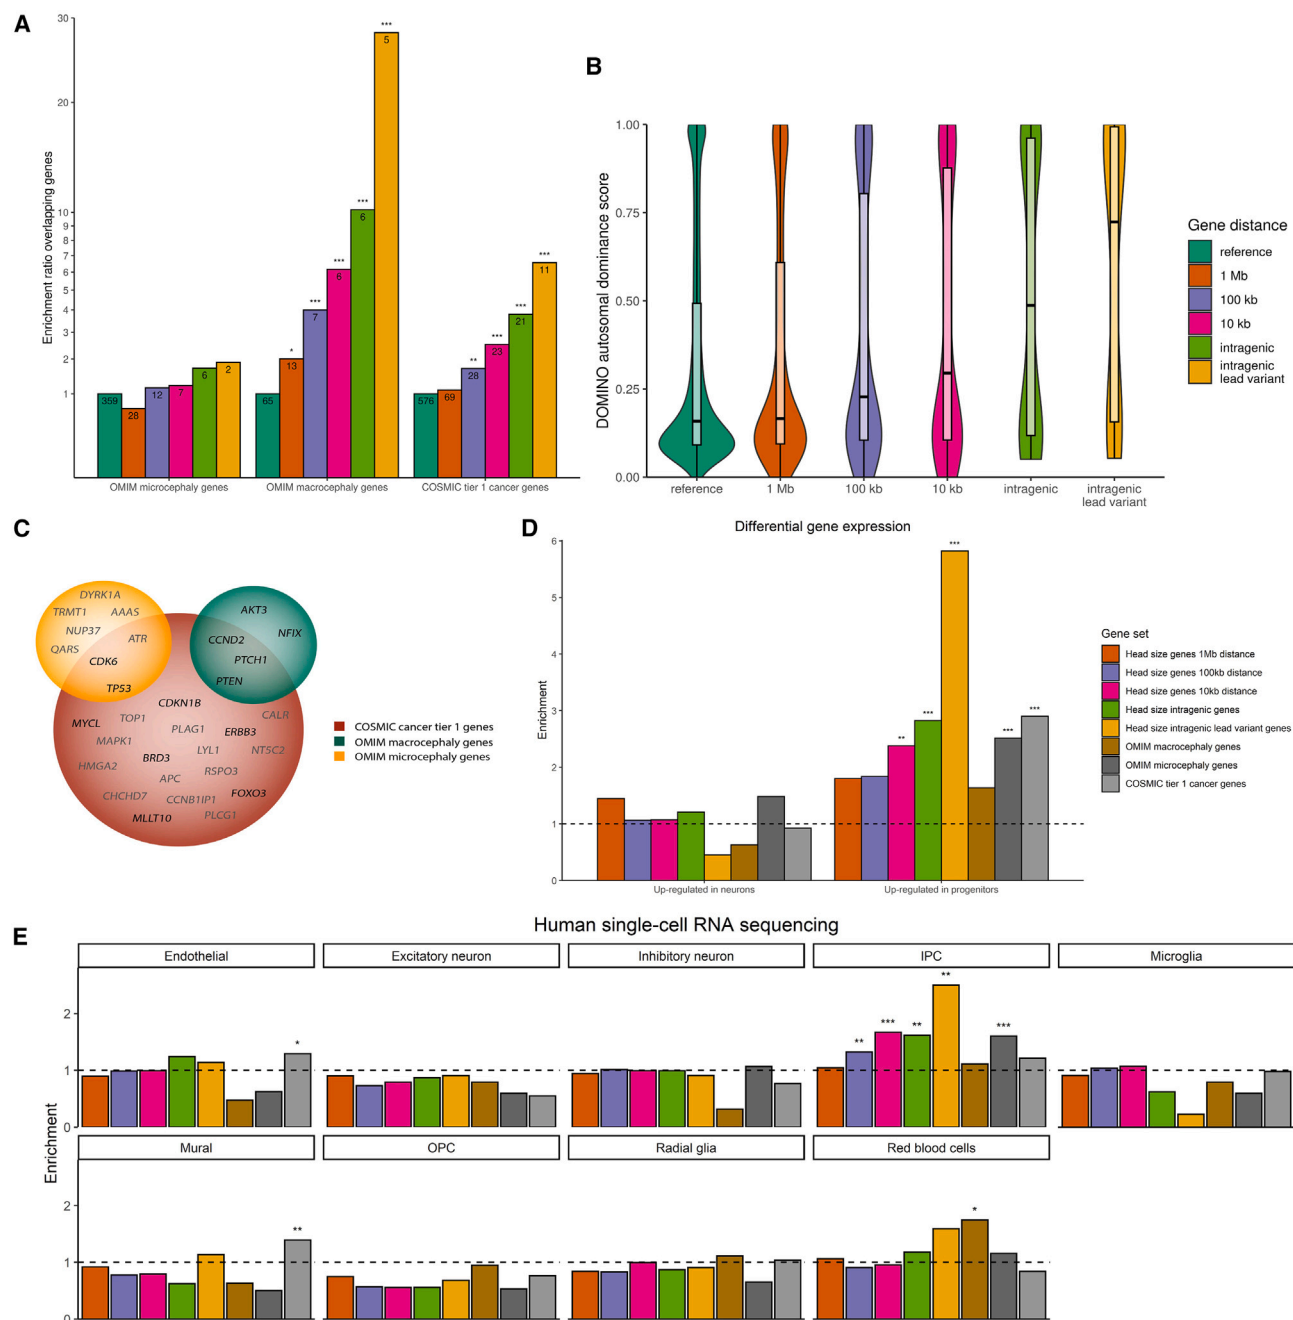 A
30
20
10
9
8
7
6
5
4
3
2
1
Enrichment ratio overlapping genes
359
28
12
7
6
2
65
*
13
***
7
***
6
***
6
***
5
576
69
**
28
***
23
***
21
***
11
OMIM microcephaly genes
OMIM macrocephaly genes
COSMIC tier 1 cancer genes
B
1.00
0.75
0.50
0.25
0.00
DOMINO autosomal dominance score
reference
1 Mb
100 kb
10 kb
intragenic
intragenic
lead variant
Gene distance
reference
1 Mb
100 kb
10 kb
intragenic
intragenic
lead variant
C
DYRK1A
TRMT1
AAAS
NUP37
ATR
QARS
CDK6
TP53
AKT3
NFIX
CCND2
PTCH1
PTEN
CDKN1B
MYCL
TOP1
PLAG1
CALR
ERBB3
MAPK1
LYL1
NT5C2
BRD3
HMGA2
RSPO3
APC
CHCHD7
CCNB1IP1
FOXO3
MLLT10
PLCG1
COSMIC cancer tier 1 genes
OMIM macrocephaly genes
OMIM microcephaly genes
D
Differential gene expression
6
5
4
3
2
1
0
Enrichment
**
***
***
***
***
Up-regulated in neurons
Up-regulated in progenitors
Gene set
Head size genes 1Mb distance
Head size genes 100kb distance
Head size genes 10kb distance
Head size intragenic genes
Head size intragenic lead variant genes
OMIM macrocephaly genes
OMIM microcephaly genes
COSMIC tier 1 cancer genes
E
Human single-cell RNA sequencing
Enrichment
Endothelial
Excitatory neuron
Inhibitory neuron
IPC
Microglia
2
1
0
*
**
***
**
**
***
Mural
OPC
Radial glia
Red blood cells
2
1
0
**
*